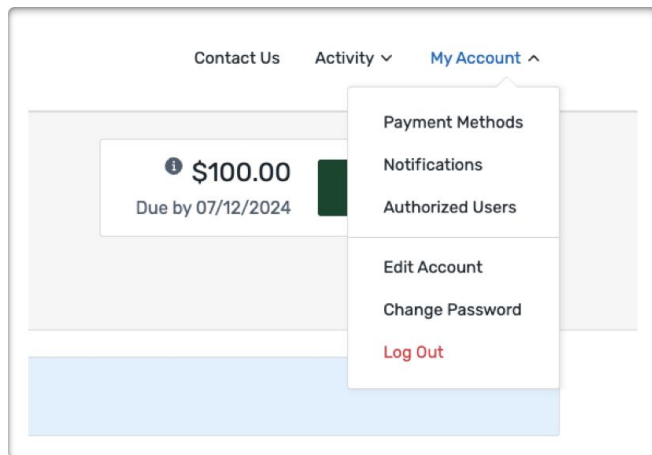 Contact Us Activity My Account
Payment Methods
$100.00
Notifications
Due by 07/12/2024
Authorized Users
Edit Account
Change Password
Log Out